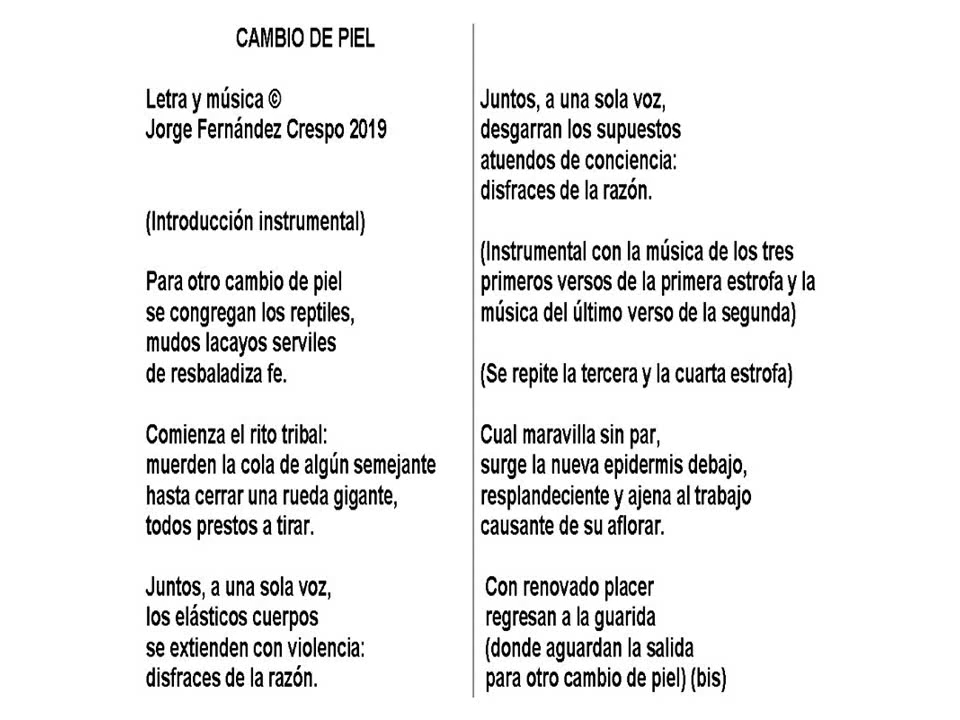 CAMBIO DE PIEL
Letra y música ©
Jorge Fernández Crespo 2019
(Introducción instrumental)
Para otro cambio de piel
se congregan los reptiles,
mudos lacayos serviles
de resbaladiza fe.
Comienza el rito tribal:
muerden la cola de algún semejante
hasta cerrar una rueda gigante,
todos prestos a tirar.
Juntos, a una sola voz,
los elásticos cuerpos
se extienden con violencia:
disfraces de la razón.
Juntos, a una sola voz,
desgarran los supuestos
atuendos de conciencia:
disfraces de la razón.
(Instrumental con la música de los tres
primeros versos de la primera estrofa y la
música del último verso de la segunda)
(Se repite la tercera y la cuarta estrofa)
Cual maravilla sin par,
surge la nueva epidermis debajo,
resplandeciente y ajena al trabajo
causante de su aflorar.
Con renovado placer
regresan a la guarida
(donde aguardan la salida
para otro cambio de piel) (bis)